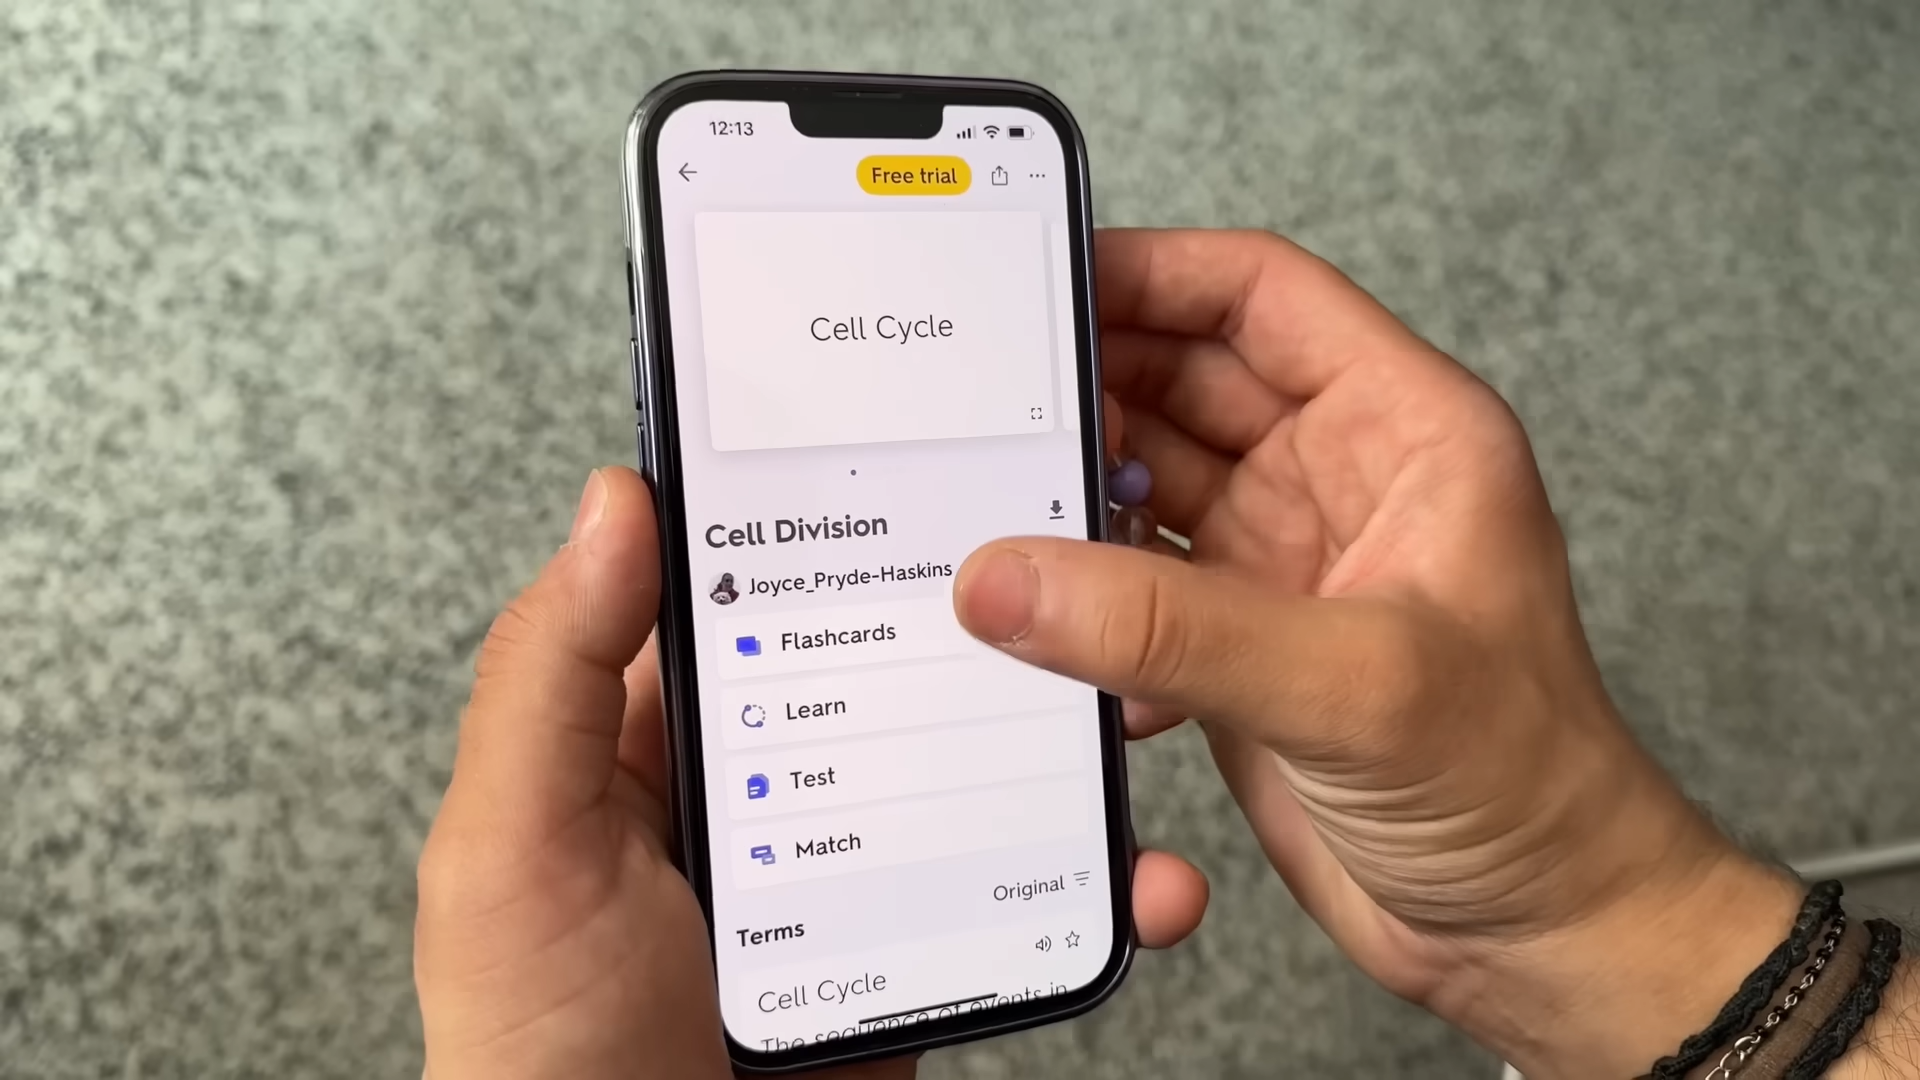 12:13
Free trial
Cell Cycle
Cell Division
Joyce_Pryde-Haskins
Flashcards
Learn
Test
Match
Original
Terms
Cell Cycle
The sequence of events in